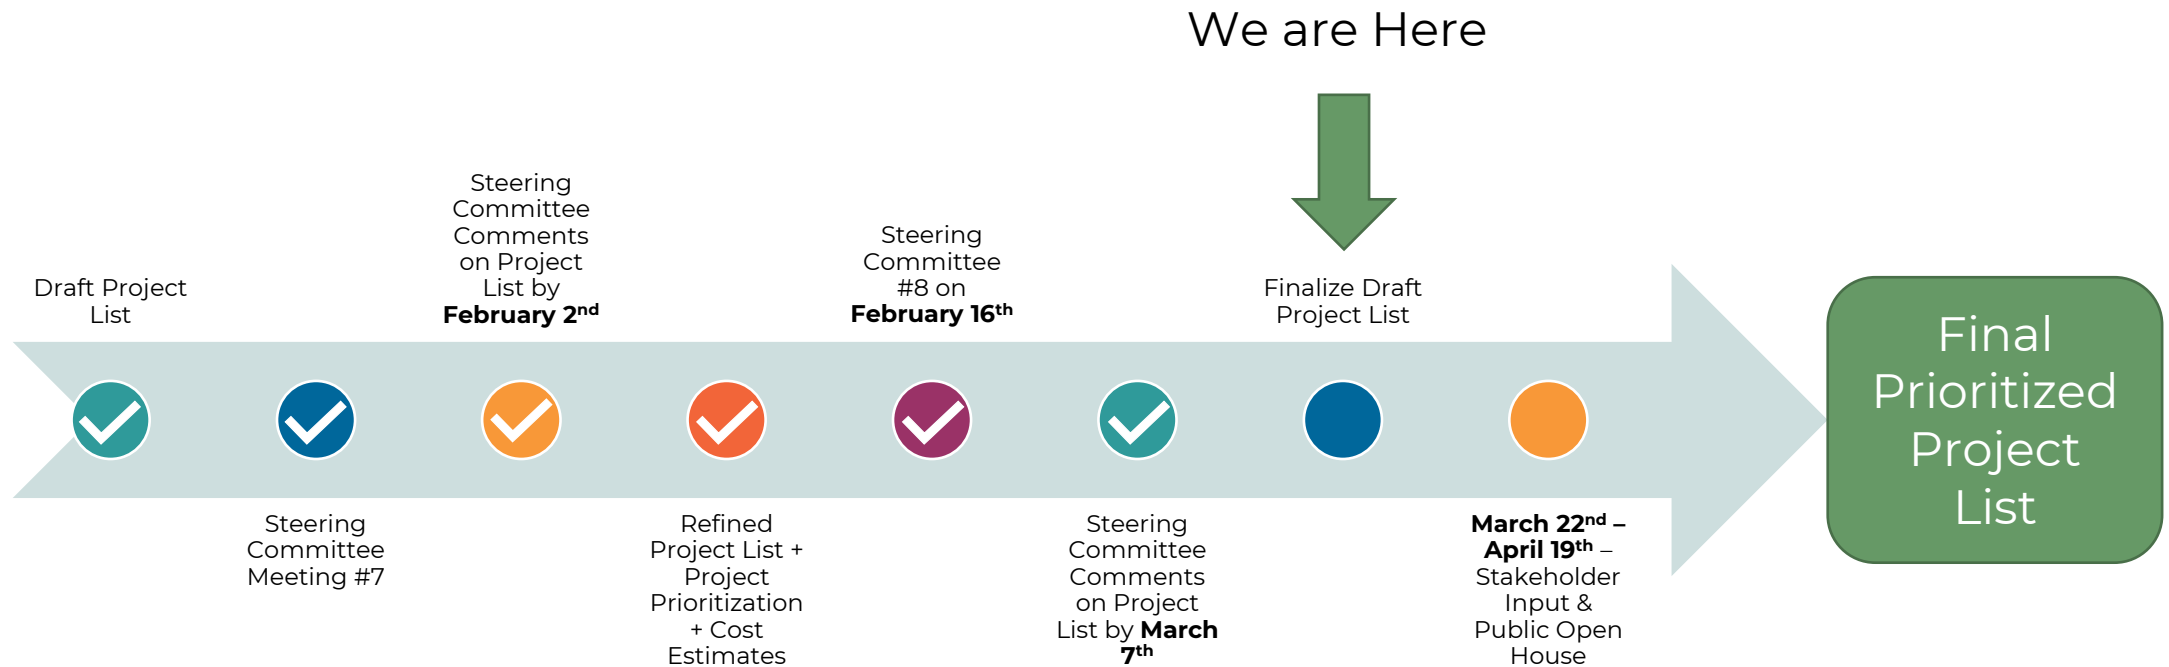 We are Here
Draft Project
List
Steering
Committee
Meeting #7
Steering
Committee
Comments
on Project
List by
February 2nd
Refined
Project List +
Project
Prioritization
+ Cost
Estimates
Steering
Committee
#8 on
February 16th
Steering
Committee
Comments
on Project
List by March
7th
Finalize Draft
Project List
March 22nd –
April 19th –
Stakeholder
Input &
Public Open
House
Final
Prioritized
Project
List